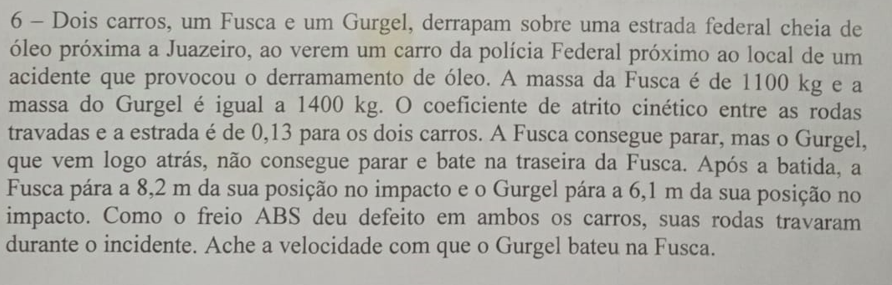 6 – Dois carros, um Fusca e um Gurgel, derrapam sobre uma estrada federal cheia de
óleo próxima a Juazeiro, ao verem um carro da polícia Federal próximo ao local de um
acidente que provocou o derramamento de óleo. A massa da Fusca é de 1100 kg e a
massa do Gurgel é igual a 1400 kg. O coeficiente de atrito cinético entre as rodas
travadas e a estrada é de 0,13 para os dois carros. A Fusca consegue parar, mas o Gurgel,
que vem logo atrás, não consegue parar e bate na traseira da Fusca. Após a batida, a
Fusca pára a 8,2 m da sua posição no impacto e o Gurgel pára a 6,1 m da sua posição no
impacto. Como o freio ABS deu defeito em ambos os carros, suas rodas travaram
durante o incidente. Ache a velocidade com que o Gurgel bateu na Fusca.